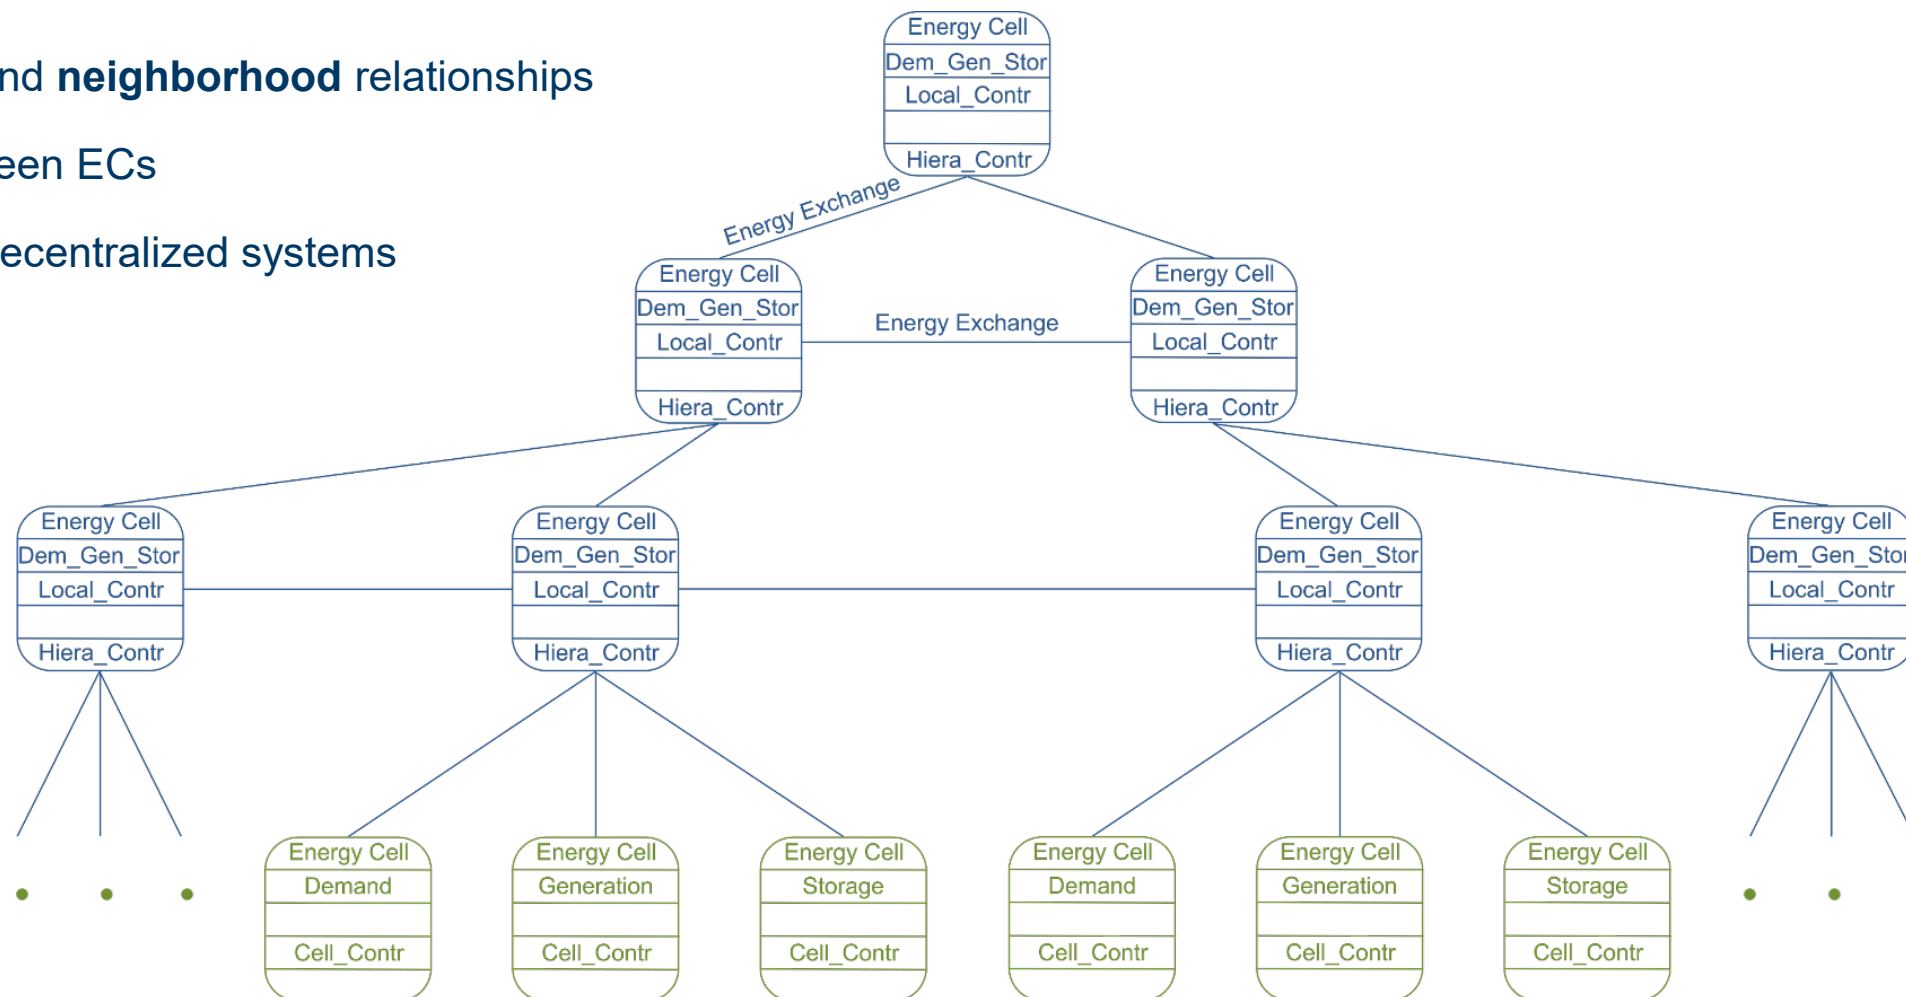 nd neighborhood relationships
een ECs
ecentralized systems
Energy Cell
Dem_Gen_Stor
Local_Contr
Hiera_Contr
Energy Exchange
Energy Cell
Dem_Gen_Stor
Local_Contr
Hiera_Contr
Energy Exchange
Energy Cell
Dem_Gen_Stor
Local_Contr
Hiera_Contr
Energy Cell
Dem_Gen_Stor
Local_Contr
Hiera_Contr
Energy Cell
Dem_Gen_Stor
Local_Contr
Hiera_Contr
Energy Cell
Dem_Gen_Stor
Local_Contr
Hiera_Contr
Energy Cell
Dem_Gen_Stor
Local_Contr
Hiera_Contr
Energy Cell
Demand
Cell_Contr
Energy Cell
Generation
Cell_Contr
Energy Cell
Storage
Cell_Contr
Energy Cell
Demand
Cell_Contr
Energy Cell
Generation
Cell_Contr
Energy Cell
Storage
Cell_Contr